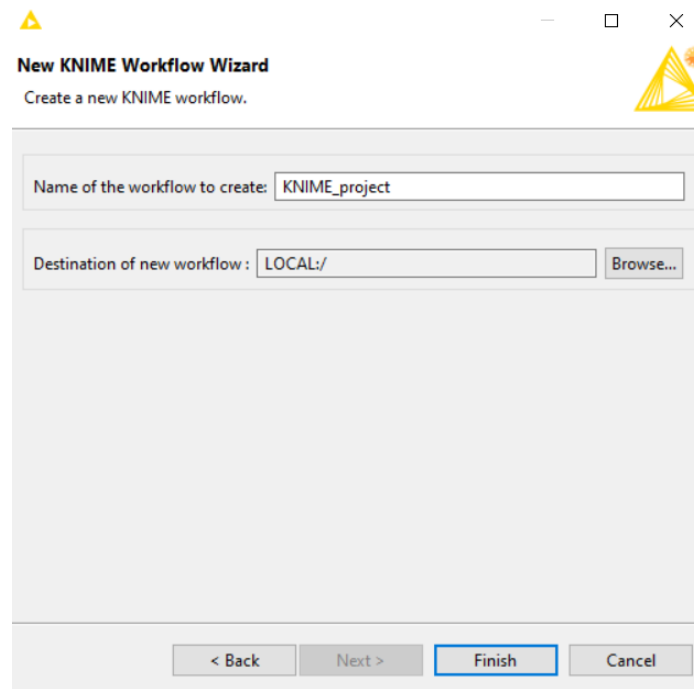 New KNIME Workflow Wizard
Create a new KNIME workflow.
Name of the workflow to create: KNIME_project
Destination of new workflow : LOCAL:/ Browse...
< Back Next > Finish Cancel